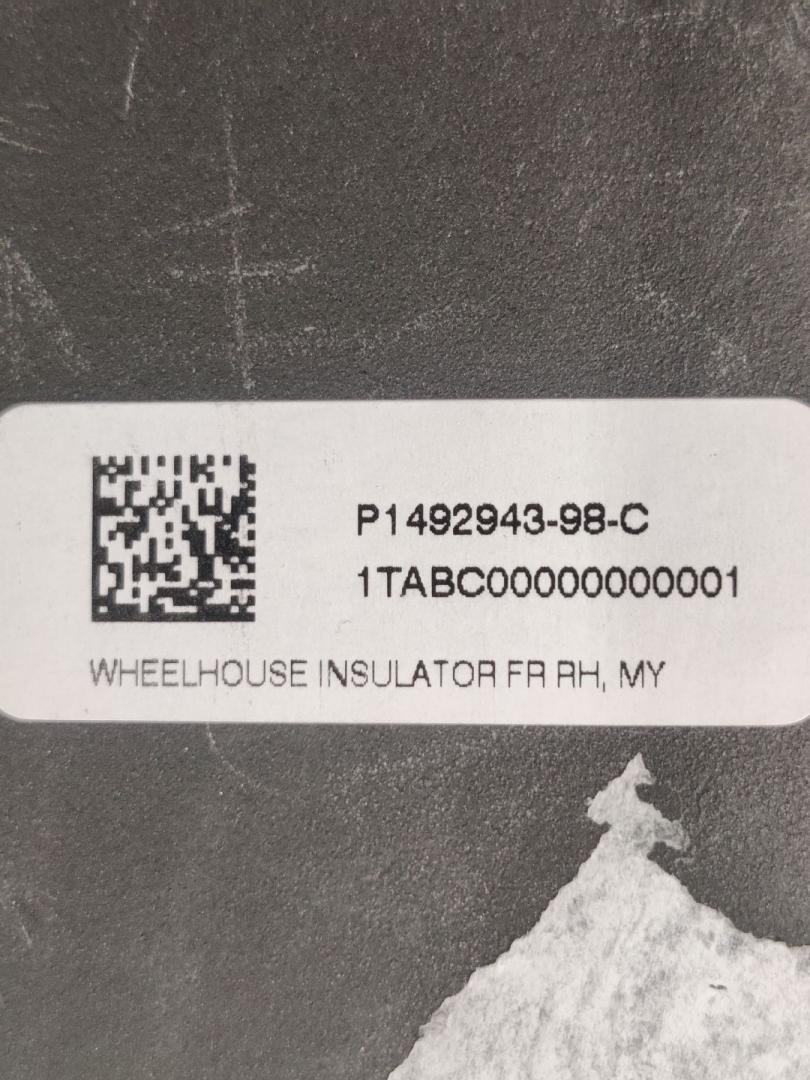 P1492943-98-C
1TABC00000000001
WHEELHOUSE INSULATOR FR RH, MY